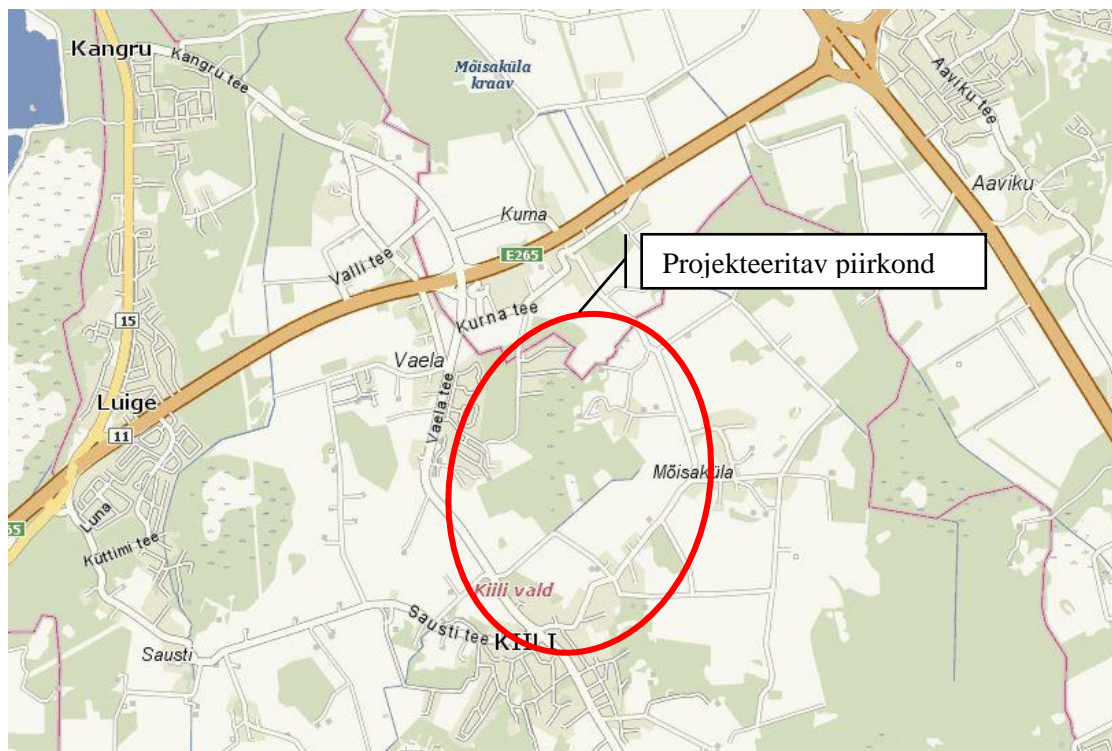 Kangru
Kangru tee
Mõisaküla
kraav
Aaviku tee
Aaviku
Kurna
E265
Projekteeritav piirkond
Valli tee
15
Kurna tee
Vaela
Luige
Vaela tee
11
Mõisaküla
65
Luna
Küttimi tee
Kiili vald
Sausti tee
KIILI
Sausti